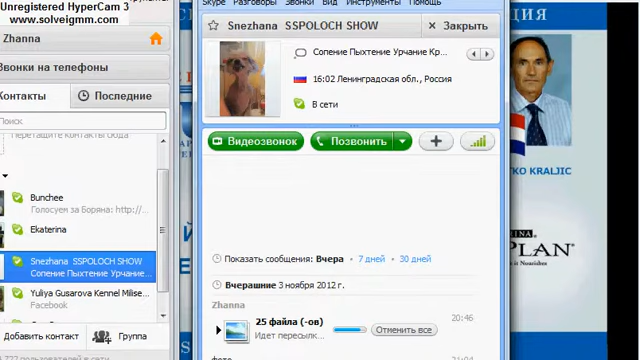 Unregistered HyperCam 3
www.solveigmm.com
Skype Разговоры Звонки Вид Инструменты Помощь
Zhanna
Звонки на телефоны
Контакты
Последние
Поиск
Bunchee
Голосуем за Боряна: http://...
Ekaterina
Snezhana SSPOLOCH SHOW
Сопение Пыхтение Урчание...
Yuliya Gusarova Kennel Milise...
Facebook
Добавить контакт
Группа
Snezhana SSPOLOCH SHOW
Закрыть
Сопение Пыхтение Урчание Кр...
16:02 Ленинградская обл., Россия
В сети
Видеозвонок
Позвонить
Показать сообщения: Вчера • 7 дней • 30 дней
Вчерашние 3 ноября 2012 г.
Zhanna
25 файла (-ов)
20:46
Идет пересылк...
Отменить все
фото
21:04
KO KRALJIC
PLAN